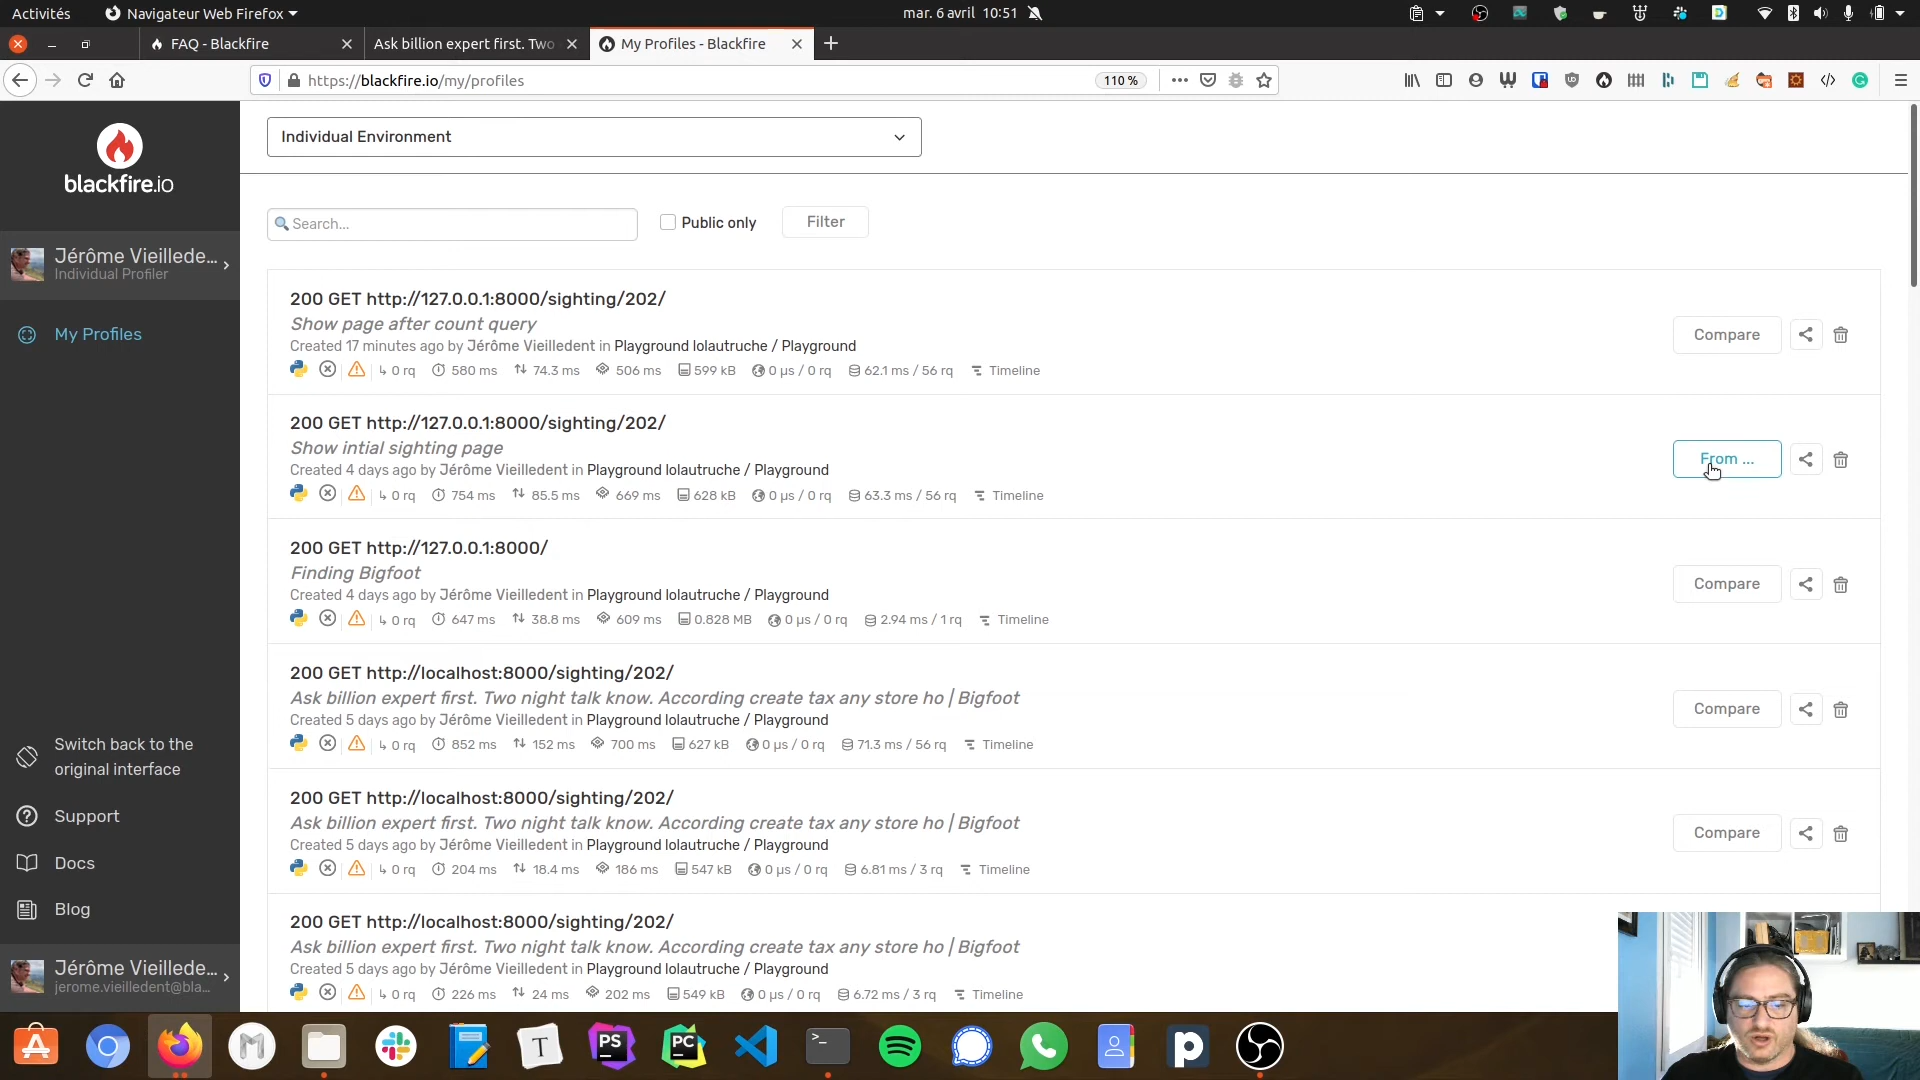 Activités
Navigateur Web Firefox
mar. 6 avril 10:51
FAQ - Blackfire
Ask billion expert first. Two
My Profiles - Blackfire
https://blackfire.io/my/profiles
110 %
blackfire.io
Jérôme Vieillede...
Individual Profiler
My Profiles
Switch back to the
original interface
Support
Docs
Blog
Jérôme Vieillede...
jerome.vieilledent@bla...
Individual Environment
Search...
Public only
Filter
200 GET http://127.0.0.1:8000/sighting/202/
Show page after count query
Created 17 minutes ago by Jérôme Vieilledent in Playground lolautruche / Playground
0 rq 580 ms 74.3 ms 506 ms 599 kB 0 µs / 0 rq 62.1 ms / 56 rq Timeline
Compare
200 GET http://127.0.0.1:8000/sighting/202/
Show intial sighting page
Created 4 days ago by Jérôme Vieilledent in Playground lolautruche / Playground
0 rq 754 ms 85.5 ms 669 ms 628 kB 0 µs / 0 rq 63.3 ms / 56 rq Timeline
From ...
200 GET http://127.0.0.1:8000/
Finding Bigfoot
Created 4 days ago by Jérôme Vieilledent in Playground lolautruche / Playground
0 rq 647 ms 38.8 ms 609 ms 0.828 MB 0 µs / 0 rq 2.94 ms / 1 rq Timeline
Compare
200 GET http://localhost:8000/sighting/202/
Ask billion expert first. Two night talk know. According create tax any store ho | Bigfoot
Created 5 days ago by Jérôme Vieilledent in Playground lolautruche / Playground
0 rq 852 ms 152 ms 700 ms 627 kB 0 µs / 0 rq 71.3 ms / 56 rq Timeline
Compare
200 GET http://localhost:8000/sighting/202/
Ask billion expert first. Two night talk know. According create tax any store ho | Bigfoot
Created 5 days ago by Jérôme Vieilledent in Playground lolautruche / Playground
0 rq 204 ms 18.4 ms 186 ms 547 kB 0 µs / 0 rq 6.81 ms / 3 rq Timeline
Compare
200 GET http://localhost:8000/sighting/202/
Ask billion expert first. Two night talk know. According create tax any store ho | Bigfoot
Created 5 days ago by Jérôme Vieilledent in Playground lolautruche / Playground
0 rq 226 ms 24 ms 202 ms 549 kB 0 µs / 0 rq 6.72 ms / 3 rq Timeline
T
PS
PC